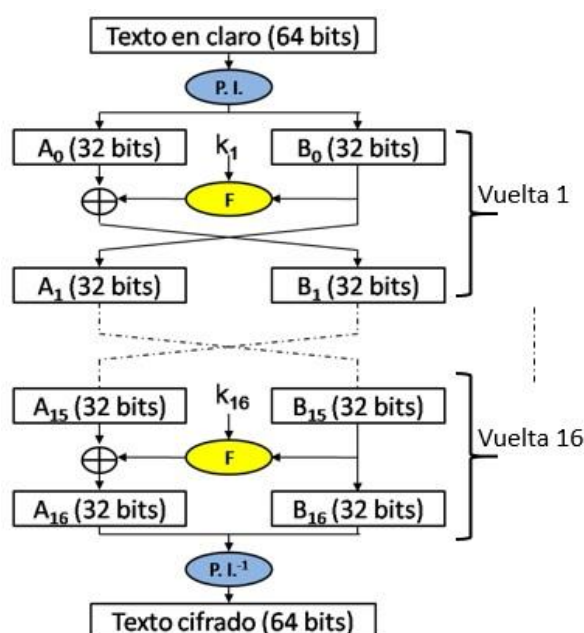 Texto en claro (64 bits)
P. I.
A₀ (32 bits) k₁ B₀ (32 bits)
F
Vuelta 1
A₁ (32 bits) B₁ (32 bits)
A₁₅ (32 bits) k₁₆ B₁₅ (32 bits)
F
Vuelta 16
A₁₆ (32 bits) B₁₆ (32 bits)
P. I.⁻¹
Texto cifrado (64 bits)